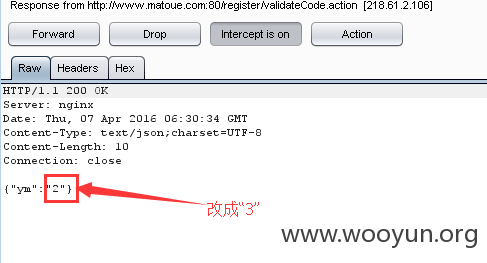 Response from http://www.matoue.com:80/register/validateCode.action [218.61.2.106]
Forward Drop Intercept is on Action
Raw Headers Hex
HTTP/1.1 200 OK
Server: nginx
Date: Thu, 07 Apr 2016 06:30:34 GMT
Content-Type: text/json;charset=UTF-8
Content-Length: 10
Connection: close
{"ym":"2"}
改成“3”
www.wooyun.org